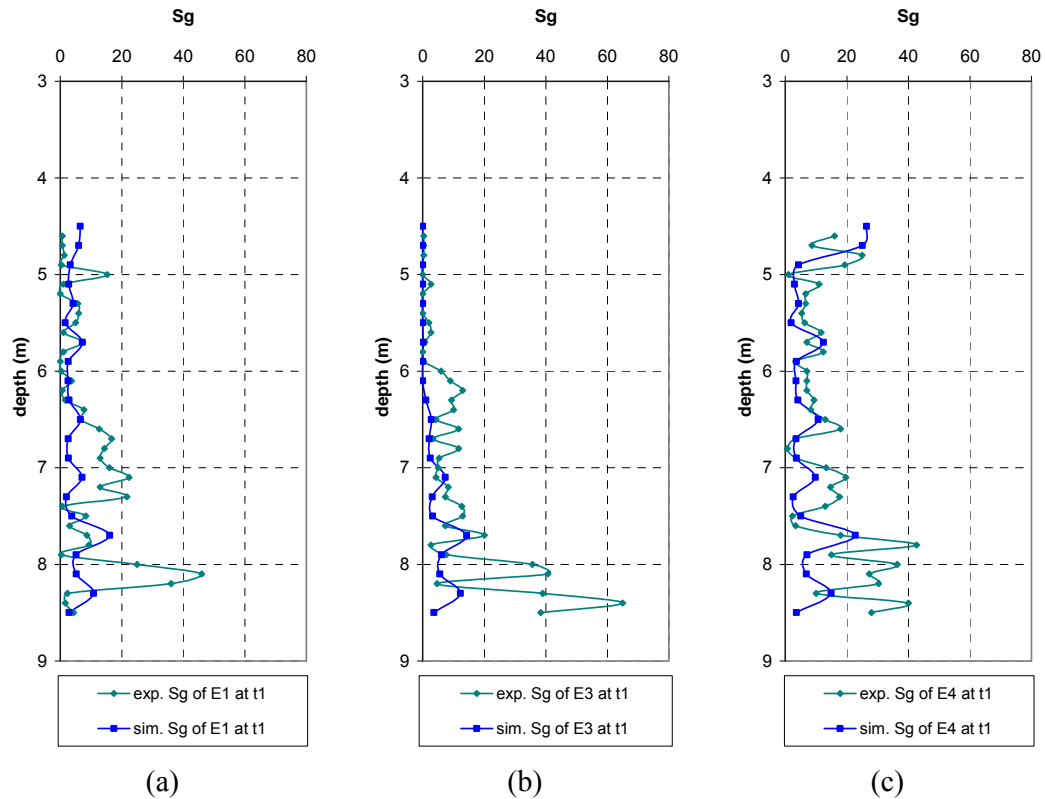 Sg
0 20 40 60 80
3
4
5
6
7
8
9
depth (m)
exp. Sg of E1 at t1
sim. Sg of E1 at t1
(a)
Sg
0 20 40 60 80
3
4
5
6
7
8
9
depth (m)
exp. Sg of E3 at t1
sim. Sg of E3 at t1
(b)
Sg
0 20 40 60 80
3
4
5
6
7
8
9
depth (m)
exp. Sg of E4 at t1
sim. Sg of E4 at t1
(c)